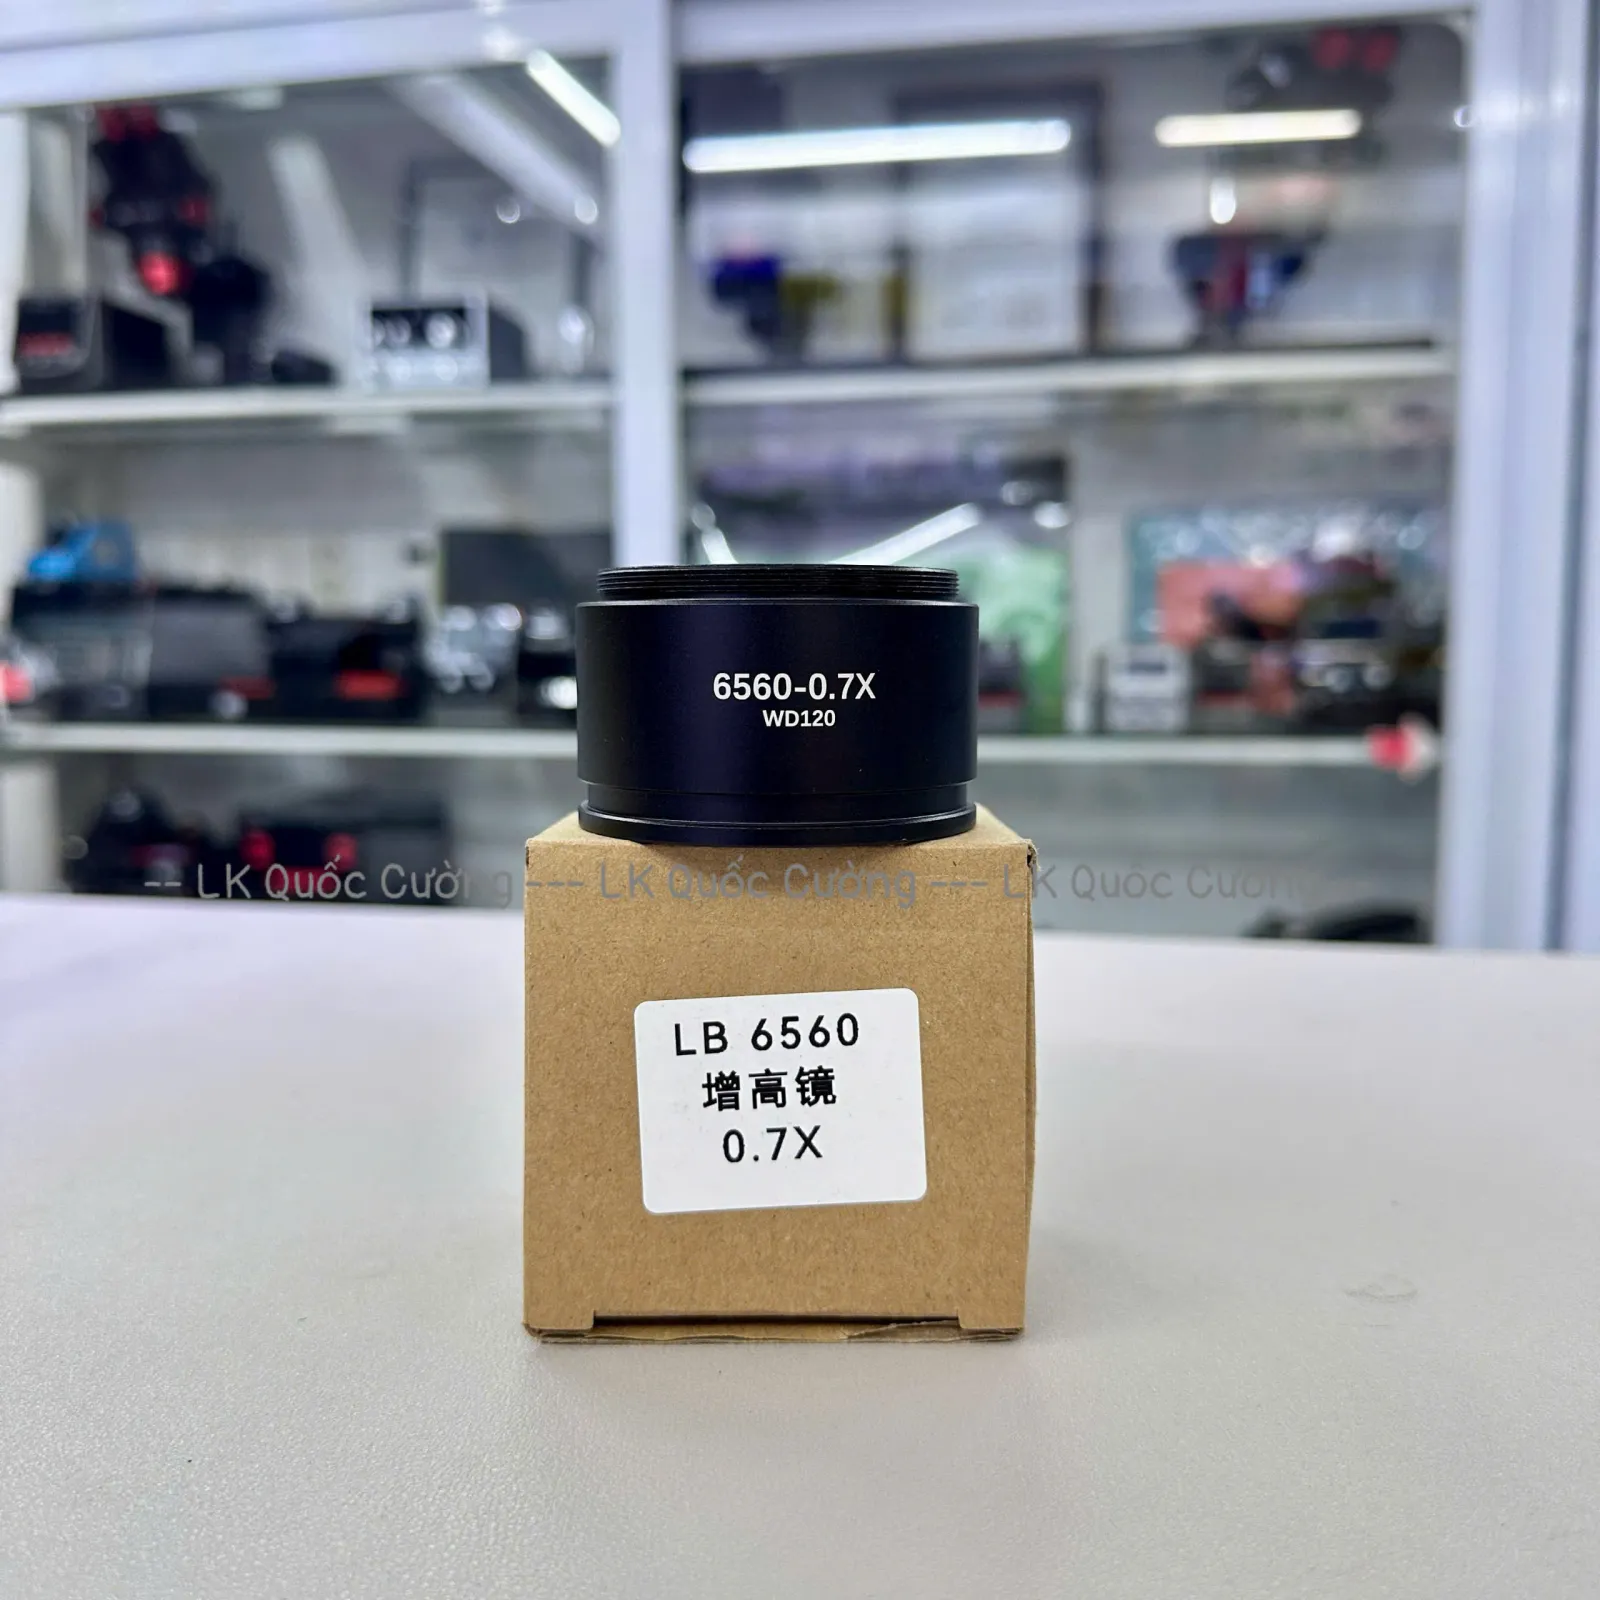 6560-0.7X
WD120
-- LK Quốc Cường --- LK Quốc Cường --- LK Quốc Cường
LB 6560
增高镜
0.7X